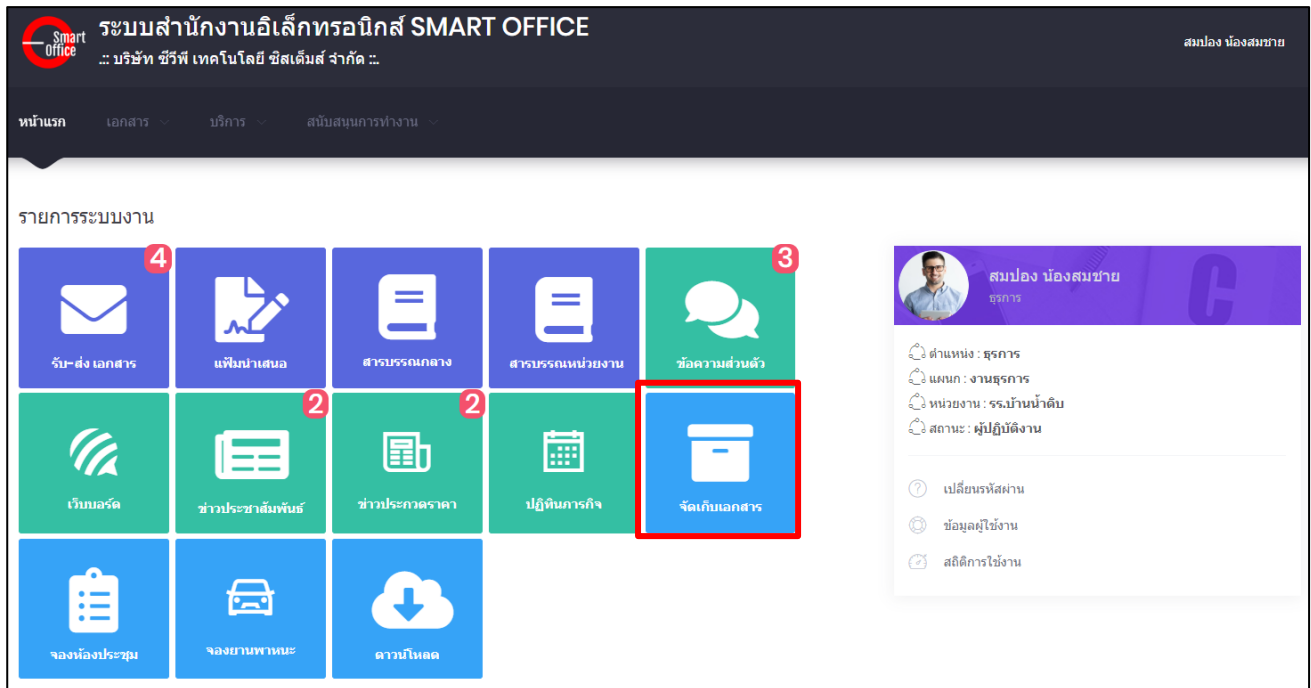 Smart
Office
ระบบสำนักงานอิเล็กทรอนิกส์ SMART OFFICE
.:: บริษัท ซีวีพี เทคโนโลยี ซิสเต็มส์ จำกัด ::.
สมปอง น้องสมชาย
หน้าแรก เอกสาร บริการ สนับสนุนการทำงาน
รายการระบบงาน
4 3
รับ-ส่ง เอกสาร แฟ้มนำเสนอ สารบรรณกลาง สารบรรณหน่วยงาน ข้อความส่วนตัว
2 2
เว็บบอร์ด ข่าวประชาสัมพันธ์ ข่าวประกวดราคา ปฏิทินภารกิจ จัดเก็บเอกสาร
จองห้องประชุม จองยานพาหนะ ดาวน์โหลด
สมปอง น้องสมชาย
ธุรการ
ตำแหน่ง : ธุรการ
แผนก : งานธุรการ
หน่วยงาน : รร.บ้านน้ำดิบ
สถานะ : ผู้ปฏิบัติงาน
เปลี่ยนรหัสผ่าน
ข้อมูลผู้ใช้งาน
สถิติการใช้งาน